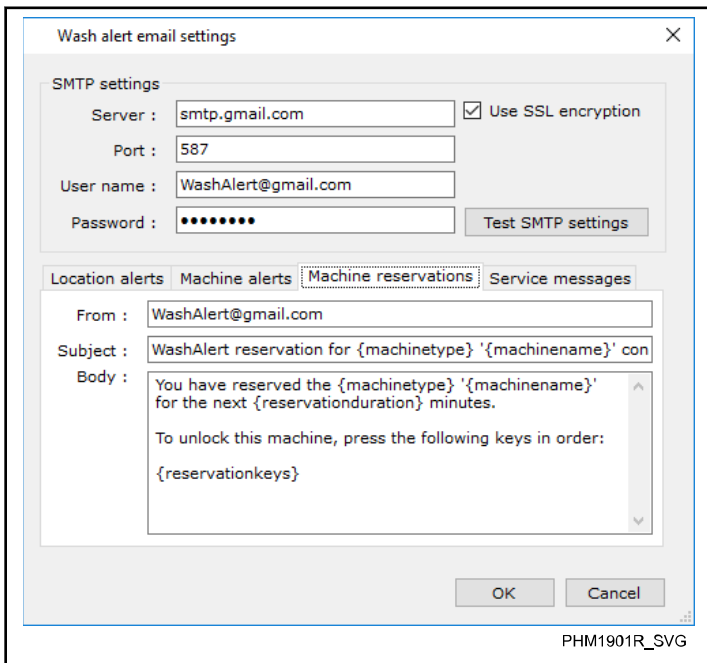 Wash alert email settings
SMTP settings
Server : smtp.gmail.com Use SSL encryption
Port : 587
User name : WashAlert@gmail.com
Password : •••••••• Test SMTP settings
Location alerts Machine alerts Machine reservations Service messages
From : WashAlert@gmail.com
Subject : WashAlert reservation for {machinetype} '{machinename}' con
Body : You have reserved the {machinetype} '{machinename}'
for the next {reservationduration} minutes.
To unlock this machine, press the following keys in order:
{reservationkeys}
OK Cancel
PHM1901R_SVG